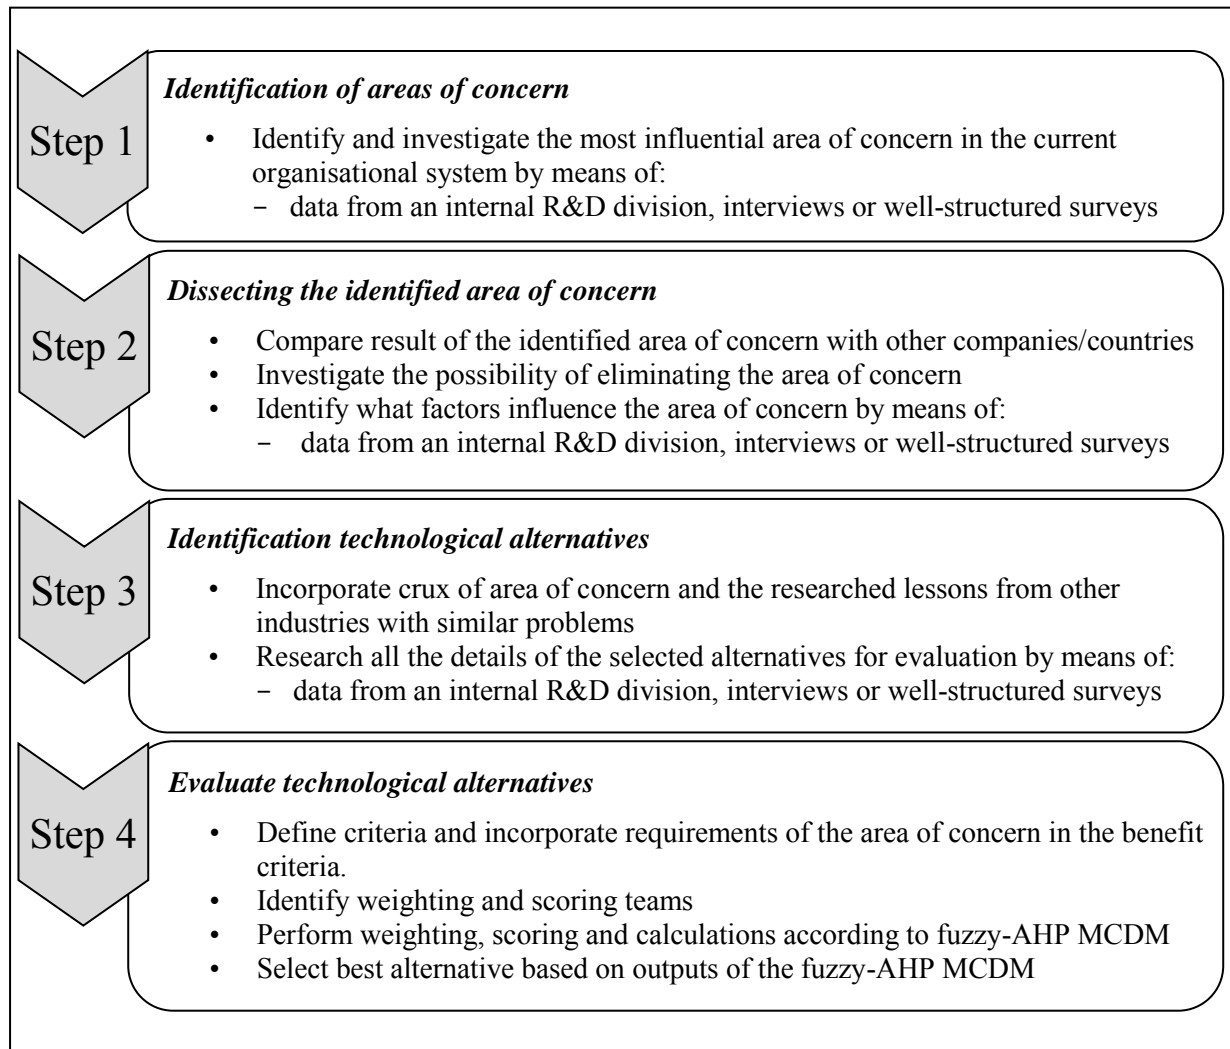 Step 1
Identification of areas of concern
• Identify and investigate the most influential area of concern in the current
organisational system by means of:
− data from an internal R&D division, interviews or well-structured surveys
Step 2
Dissecting the identified area of concern
• Compare result of the identified area of concern with other companies/countries
• Investigate the possibility of eliminating the area of concern
• Identify what factors influence the area of concern by means of:
− data from an internal R&D division, interviews or well-structured surveys
Step 3
Identification technological alternatives
• Incorporate crux of area of concern and the researched lessons from other
industries with similar problems
• Research all the details of the selected alternatives for evaluation by means of:
− data from an internal R&D division, interviews or well-structured surveys
Step 4
Evaluate technological alternatives
• Define criteria and incorporate requirements of the area of concern in the benefit
criteria.
• Identify weighting and scoring teams
• Perform weighting, scoring and calculations according to fuzzy-AHP MCDM
• Select best alternative based on outputs of the fuzzy-AHP MCDM